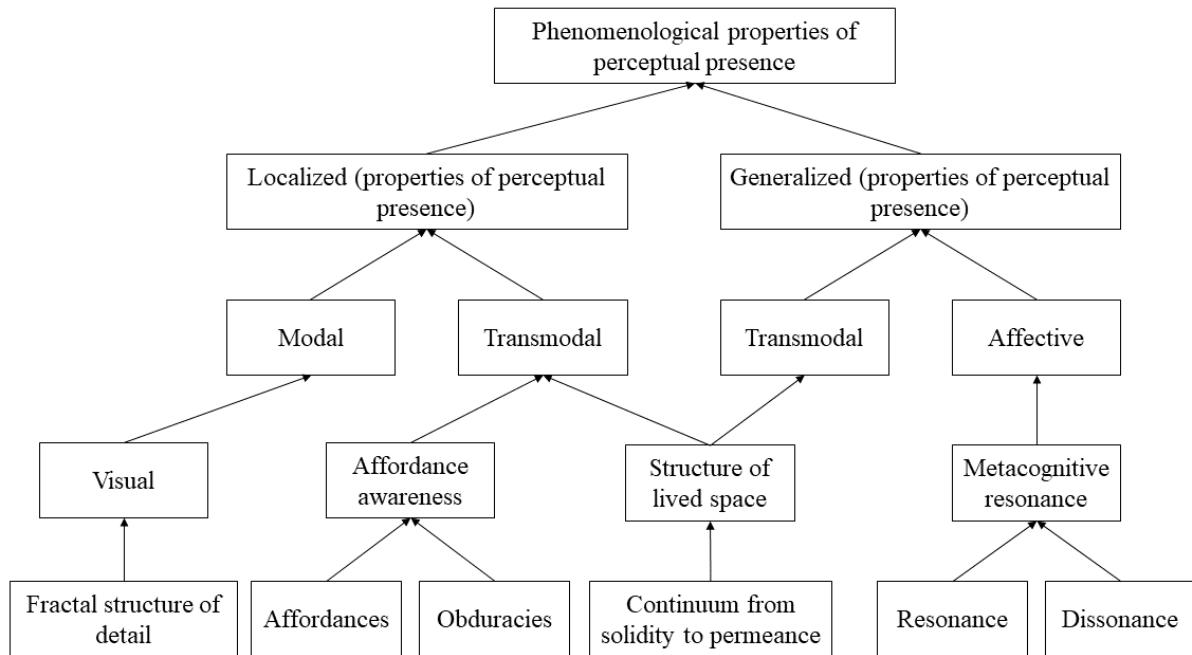 Phenomenological properties of
perceptual presence
Localized (properties of perceptual
presence)
Generalized (properties of perceptual
presence)
Modal
Transmodal
Transmodal
Affective
Visual
Affordance
awareness
Structure of
lived space
Metacognitive
resonance
Fractal structure of
detail
Affordances
Obduracies
Continuum from
solidity to permeance
Resonance
Dissonance